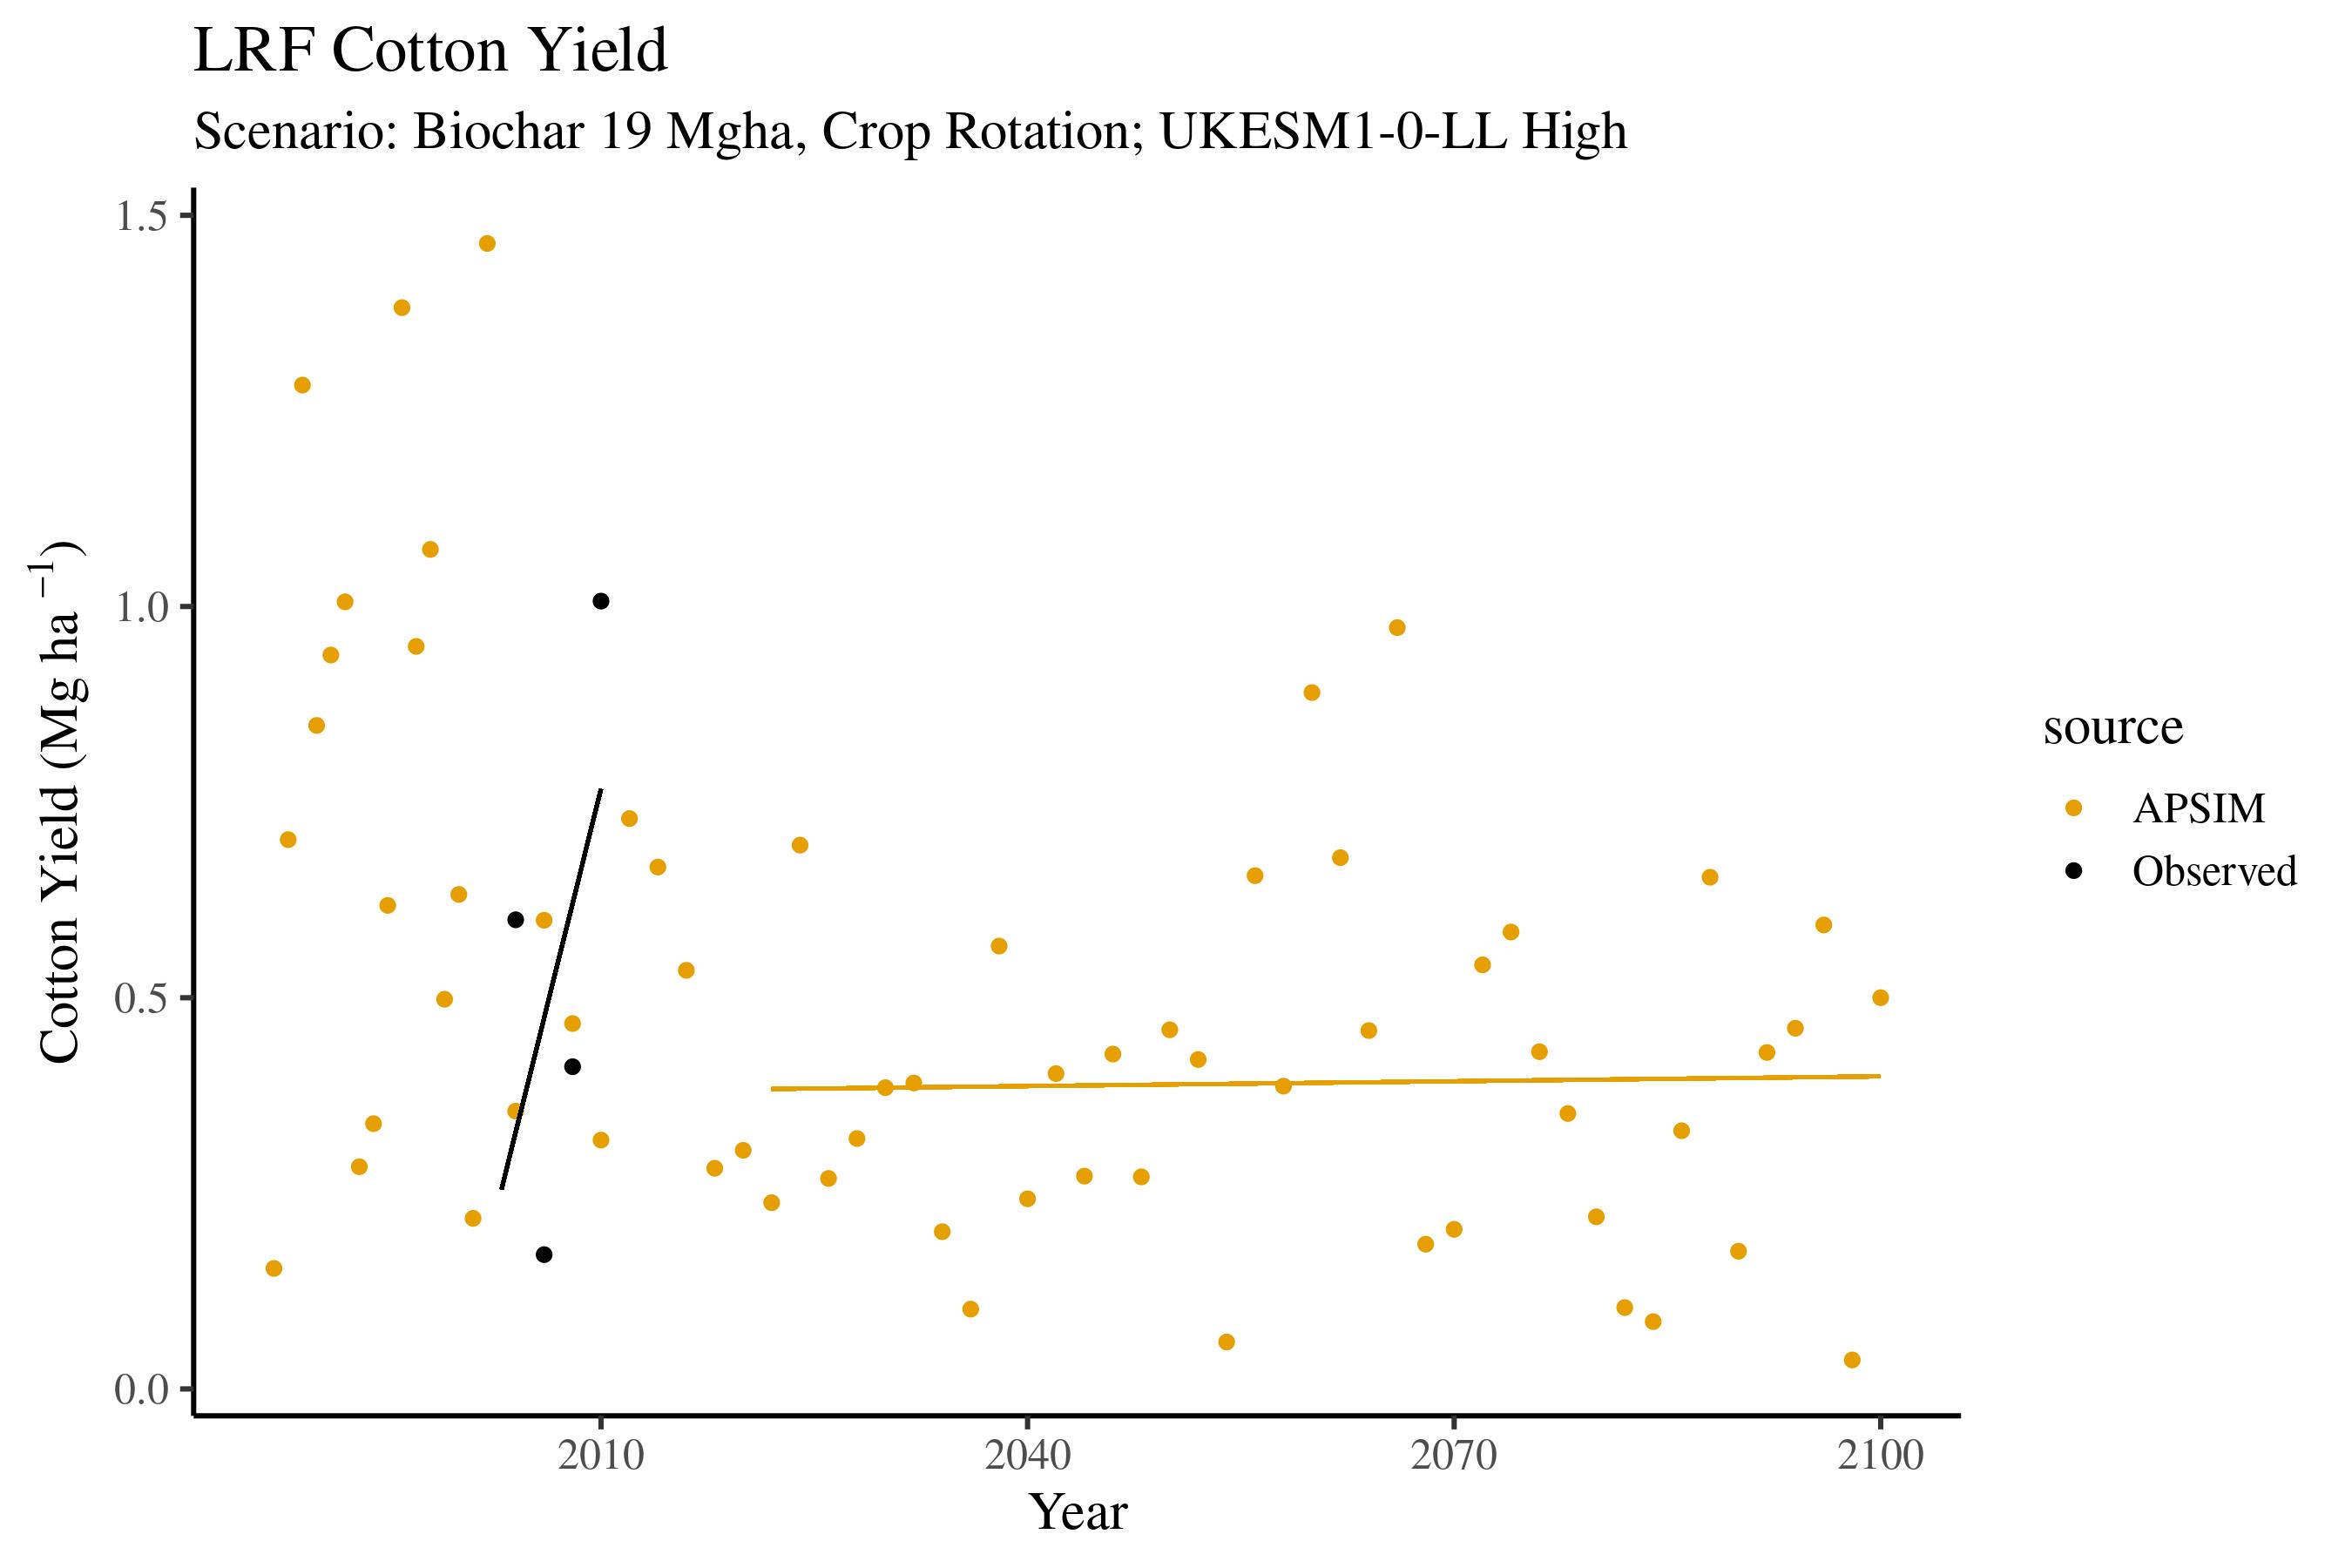 LRF Cotton Yield
Scenario: Biochar 19 Mgha, Crop Rotation; UKESM1-0-LL High
Cotton Yield (Mg ha⁻¹)
1.5
1.0
0.5
0.0
2010 2040 2070 2100
Year
source
APSIM
Observed